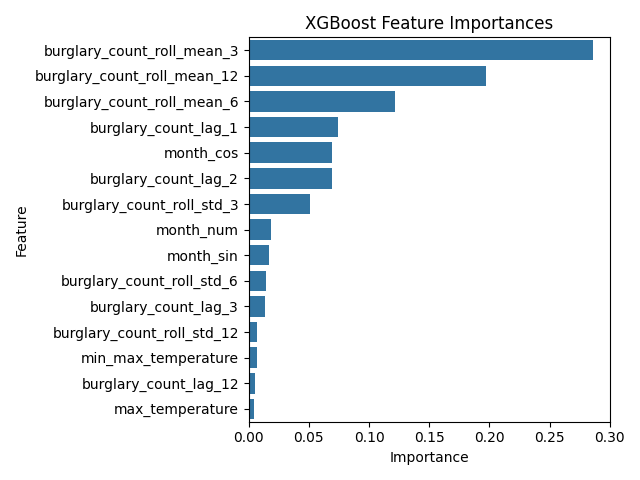 XGBoost Feature Importances
burglary_count_roll_mean_3
burglary_count_roll_mean_12
burglary_count_roll_mean_6
burglary_count_lag_1
month_cos
burglary_count_lag_2
burglary_count_roll_std_3
month_num
month_sin
burglary_count_roll_std_6
burglary_count_lag_3
burglary_count_roll_std_12
min_max_temperature
burglary_count_lag_12
max_temperature
Feature
0.00 0.05 0.10 0.15 0.20 0.25 0.30
Importance